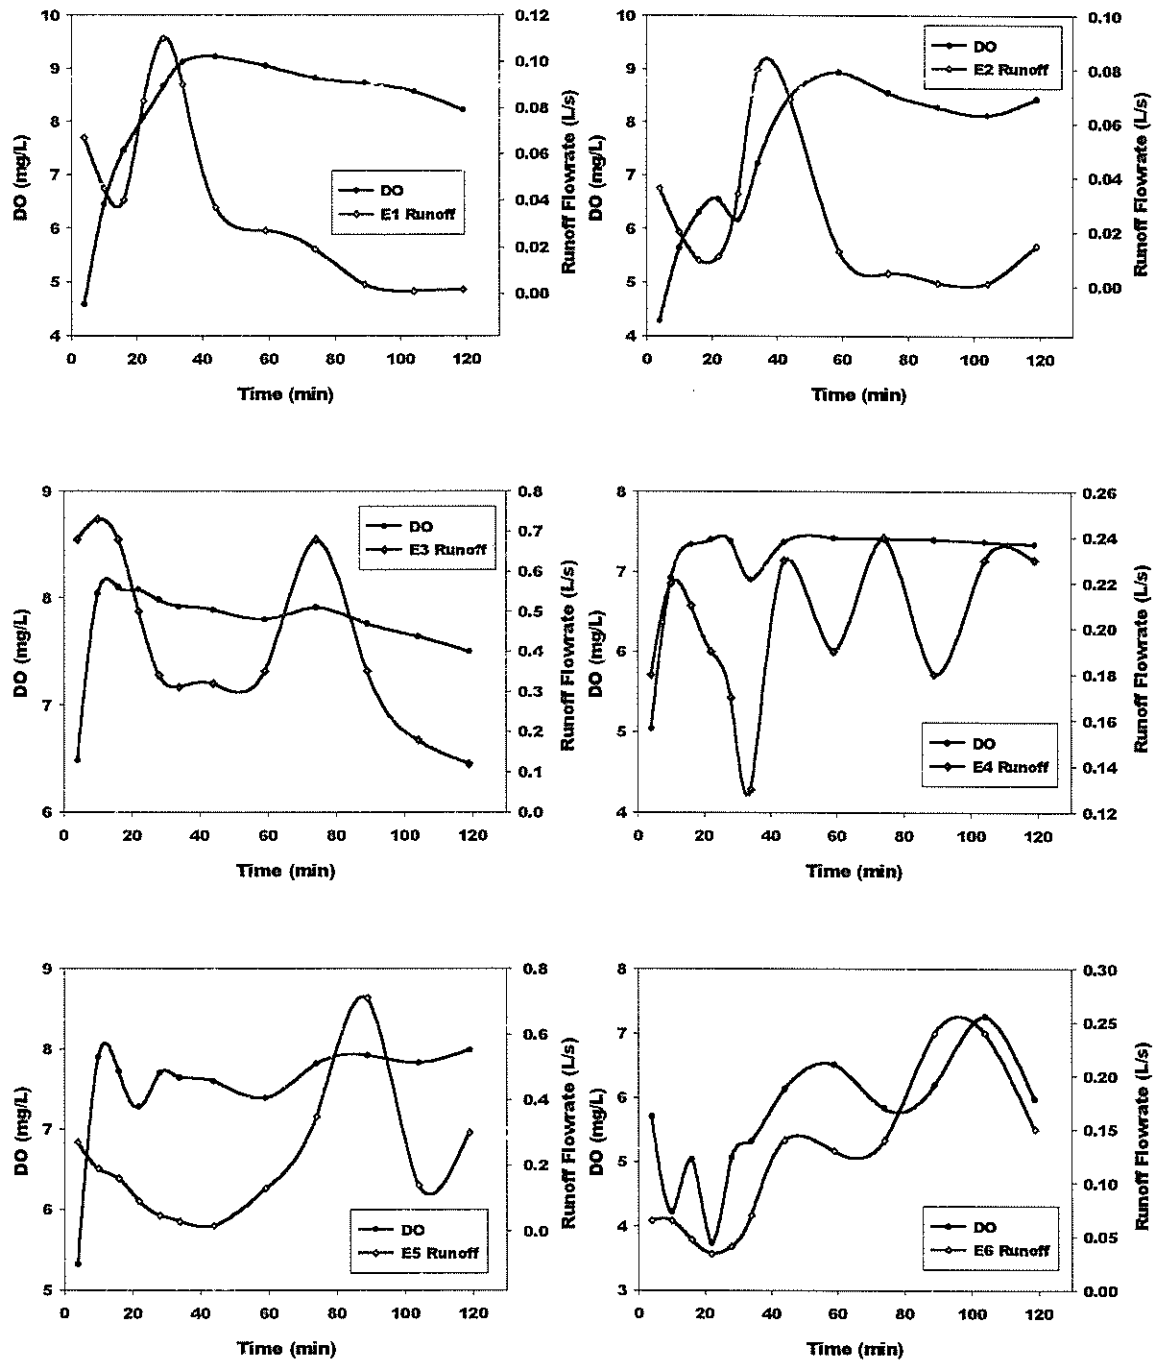 10
9
8
7
6
5
4
DO (mg/L)
0.12
0.10
0.08
0.06
0.04
0.02
0.00
Runoff Flowrate (L/s)
DO
E1 Runoff
0 20 40 60 80 100 120
Time (min)
10
9
8
7
6
5
4
DO (mg/L)
0.10
0.08
0.06
0.04
0.02
0.00
Runoff Flowrate (L/s)
DO
E2 Runoff
0 20 40 60 80 100 120
Time (min)
9
8
7
6
DO (mg/L)
0.8
0.7
0.6
0.5
0.4
0.3
0.2
0.1
0.0
Runoff Flowrate (L/s)
DO
E3 Runoff
0 20 40 60 80 100 120
Time (min)
8
7
6
5
4
DO (mg/L)
0.26
0.24
0.22
0.20
0.18
0.16
0.14
0.12
Runoff Flowrate (L/s)
DO
E4 Runoff
0 20 40 60 80 100 120
Time (min)
9
8
7
6
5
DO (mg/L)
0.8
0.6
0.4
0.2
0.0
Runoff Flowrate (L/s)
DO
E5 Runoff
0 20 40 60 80 100 120
Time (min)
8
7
6
5
4
3
DO (mg/L)
0.30
0.25
0.20
0.15
0.10
0.05
0.00
Runoff Flowrate (L/s)
DO
E6 Runoff
0 20 40 60 80 100 120
Time (min)